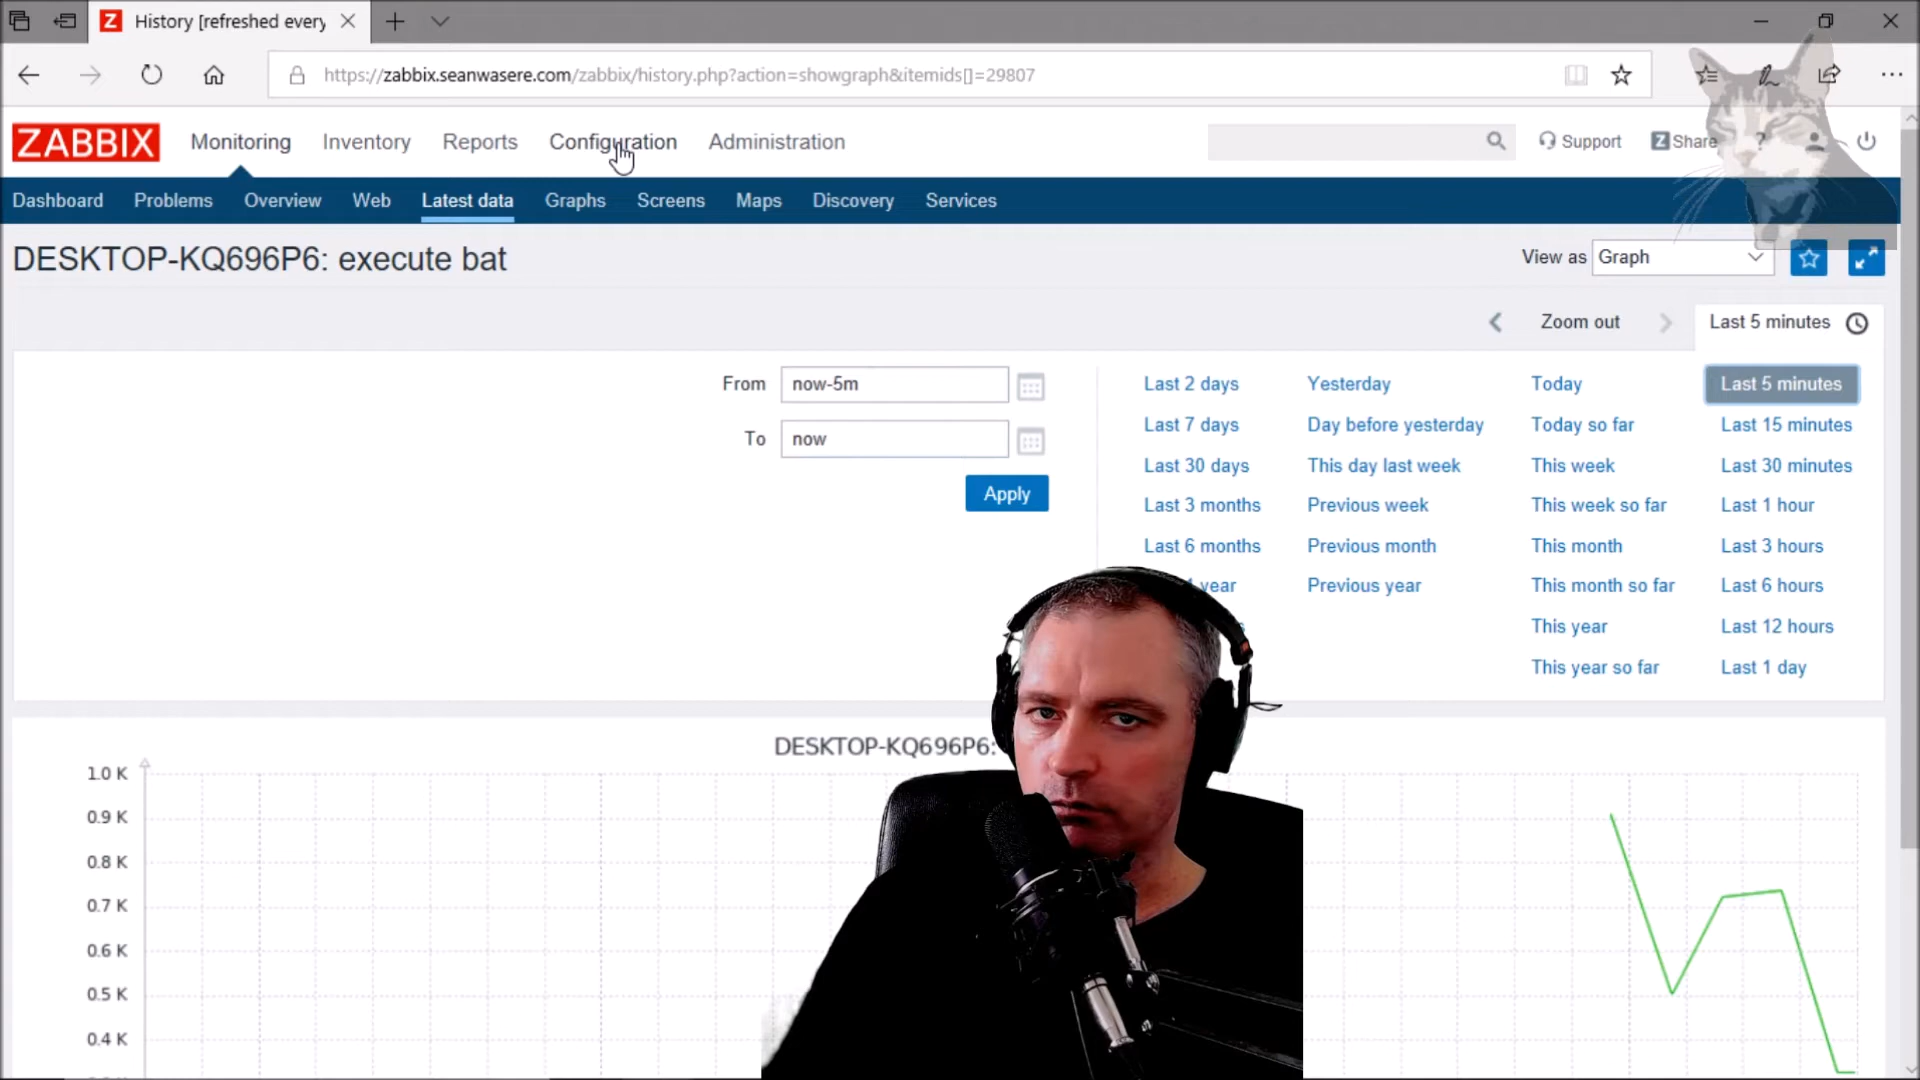 History [refreshed every
https://zabbix.seanwasere.com/zabbix/history.php?action=showgraph&itemids[]=29807
ZABBIX Monitoring Inventory Reports Configuration Administration Support Share ?
Dashboard Problems Overview Web Latest data Graphs Screens Maps Discovery Services
DESKTOP-KQ696P6: execute bat
View as Graph
Zoom out Last 5 minutes
From now-5m
To now
Apply
Last 2 days Yesterday Today Last 5 minutes
Last 7 days Day before yesterday Today so far Last 15 minutes
Last 30 days This day last week This week Last 30 minutes
Last 3 months Previous week This week so far Last 1 hour
Last 6 months Previous month This month Last 3 hours
year Previous year This month so far Last 6 hours
This year Last 12 hours
This year so far Last 1 day
DESKTOP-KQ696P6:
1.0 K
0.9 K
0.8 K
0.7 K
0.6 K
0.5 K
0.4 K